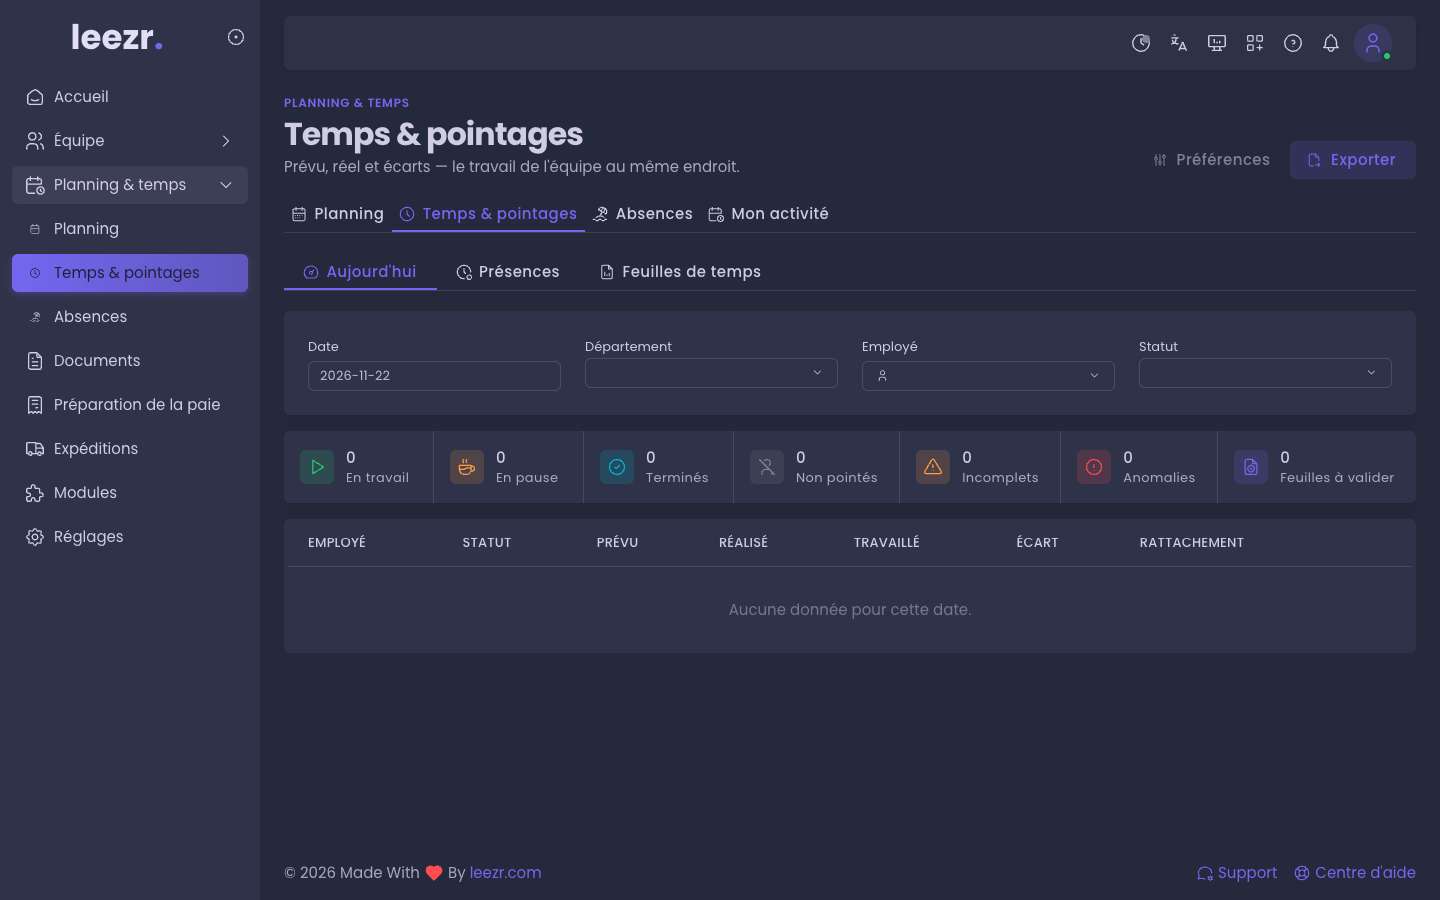 leezr.
Accueil
Équipe
Planning & temps
Planning
Temps & pointages
Absences
Documents
Préparation de la paie
Expéditions
Modules
Réglages
PLANNING & TEMPS
Temps & pointages
Prévu, réel et écarts — le travail de l'équipe au même endroit.
Préférences
Exporter
Planning
Temps & pointages
Absences
Mon activité
Aujourd'hui
Présences
Feuilles de temps
Date
Département
Employé
Statut
2026-11-22
0
En travail
0
En pause
0
Terminés
0
Non pointés
0
Incomplets
0
Anomalies
0
Feuilles à valider
EMPLOYÉ STATUT PRÉVU RÉALISÉ TRAVAILLÉ ÉCART RATTACHEMENT
Aucune donnée pour cette date.
© 2026 Made With By leezr.com
Support
Centre d'aide